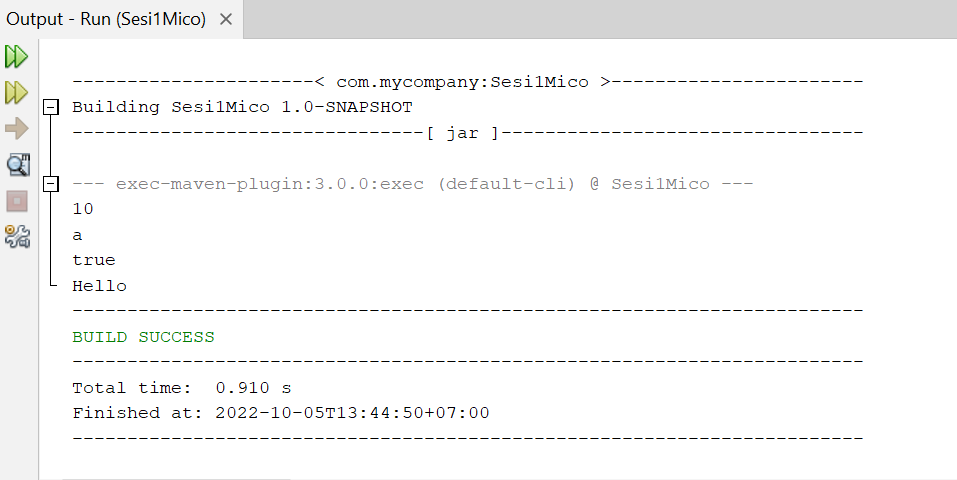 Output - Run (Sesi1Mico)
----------------------< com.mycompany:Sesi1Mico >-----------------------
Building Sesi1Mico 1.0-SNAPSHOT
--------------------------------[ jar ]---------------------------------
--- exec-maven-plugin:3.0.0:exec (default-cli) @ Sesi1Mico ---
10
a
true
Hello
------------------------------------------------------------------------
BUILD SUCCESS
------------------------------------------------------------------------
Total time:  0.910 s
Finished at: 2022-10-05T13:44:50+07:00
------------------------------------------------------------------------